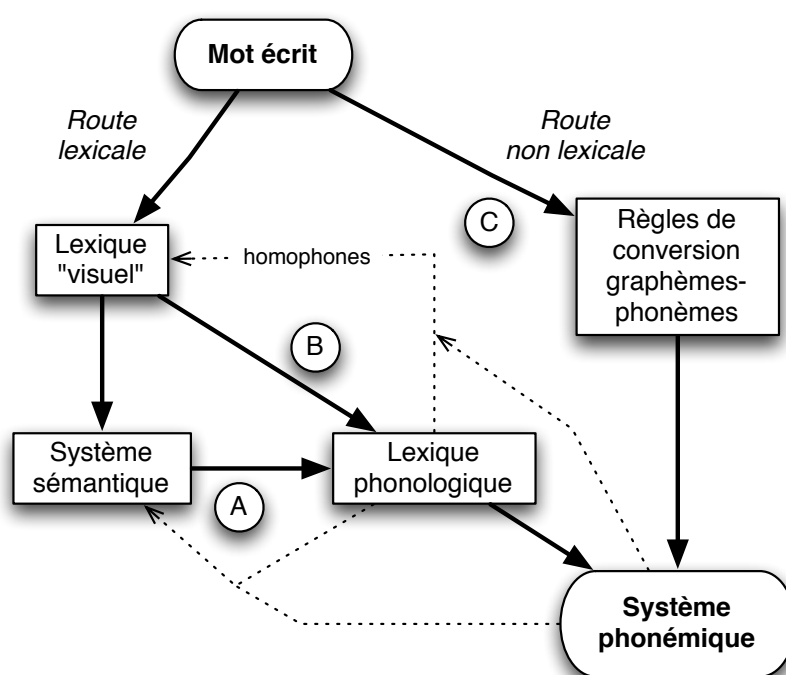 Mot écrit
Route
lexicale
Route
non lexicale
C
Règles de
conversion
graphèmes-
phonèmes
Lexique
"visuel"
homophones
B
Système
sémantique
Lexique
phonologique
A
Système
phonémique